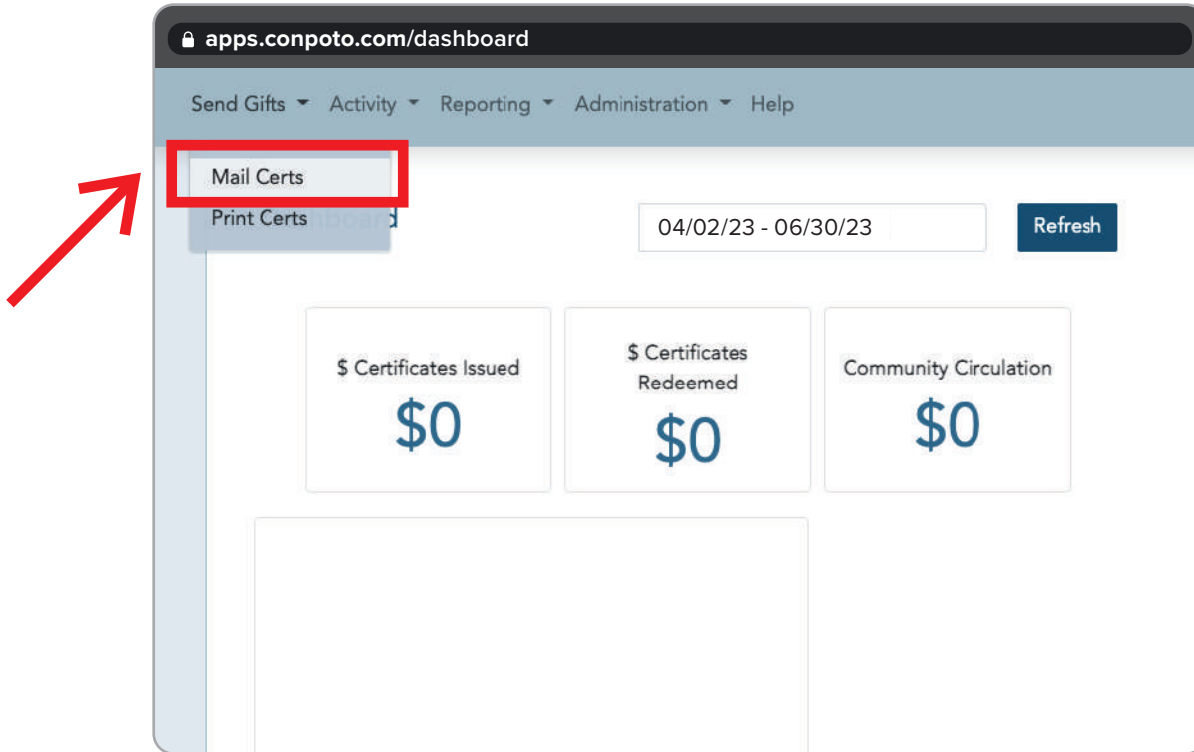 apps.conpoto.com/dashboard
Send Gifts Activity Reporting Administration Help
Mail Certs
Print Certs
04/02/23 - 06/30/23
Refresh
$ Certificates Issued
$0
$ Certificates
Redeemed
$0
Community Circulation
$0